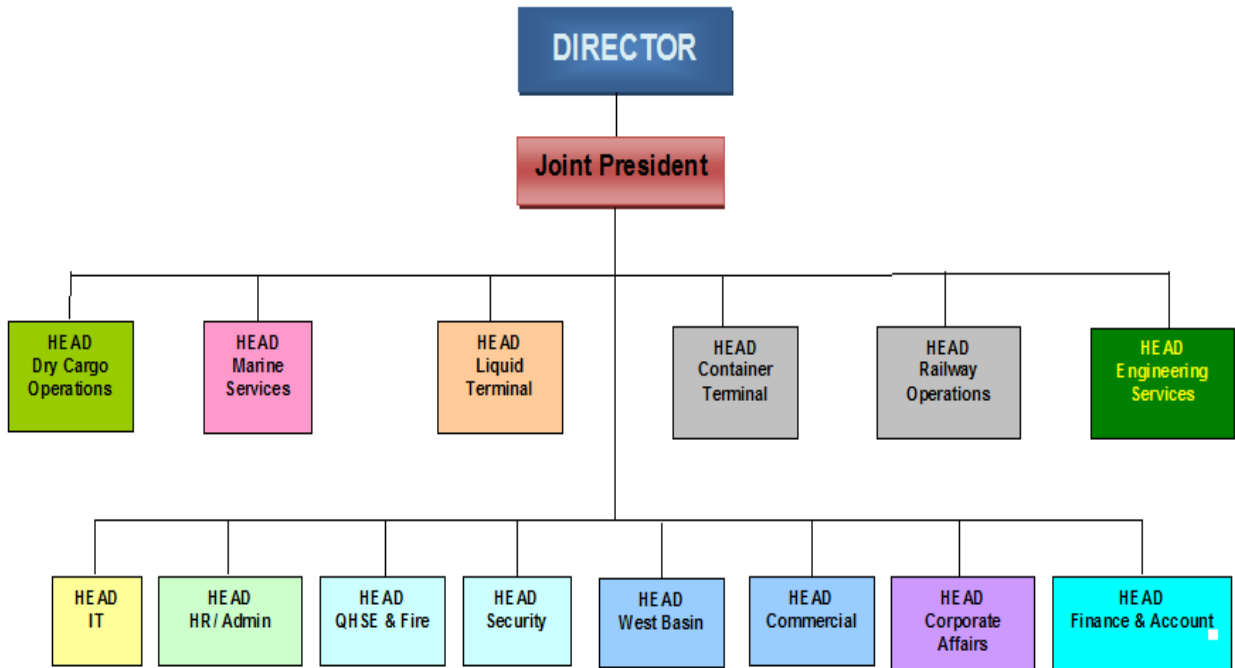 DIRECTOR
Joint President
HEAD
Dry Cargo
Operations
HEAD
Marine
Services
HEAD
Liquid
Terminal
HEAD
Container
Terminal
HEAD
Railway
Operations
HEAD
Engineering
Services
HEAD
IT
HEAD
HR/ Admin
HEAD
QHSE & Fire
HEAD
Security
HEAD
West Basin
HEAD
Commercial
HEAD
Corporate
Affairs
HEAD
Finance & Account